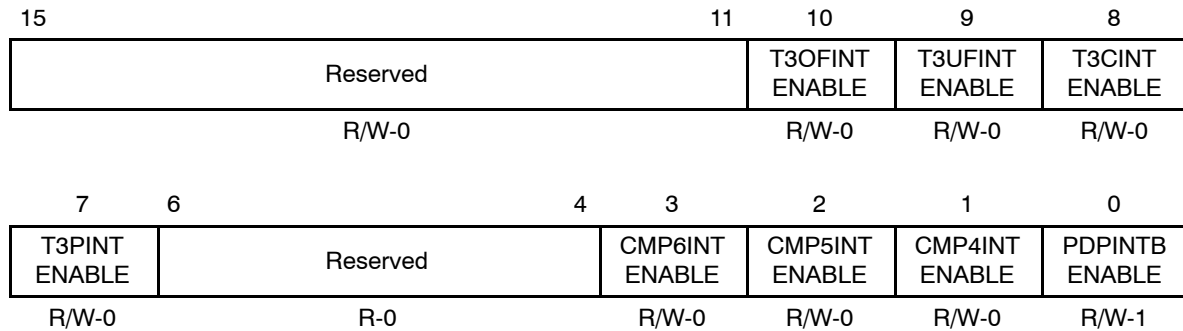 15 11 10 9 8
Reserved T3OFINT ENABLE T3UFINT ENABLE T3CINT ENABLE
R/W-0 R/W-0 R/W-0 R/W-0
7 6 4 3 2 1 0
T3PINT ENABLE Reserved CMP6INT ENABLE CMP5INT ENABLE CMP4INT ENABLE PDPINTB ENABLE
R/W-0 R-0 R/W-0 R/W-0 R/W-0 R/W-1